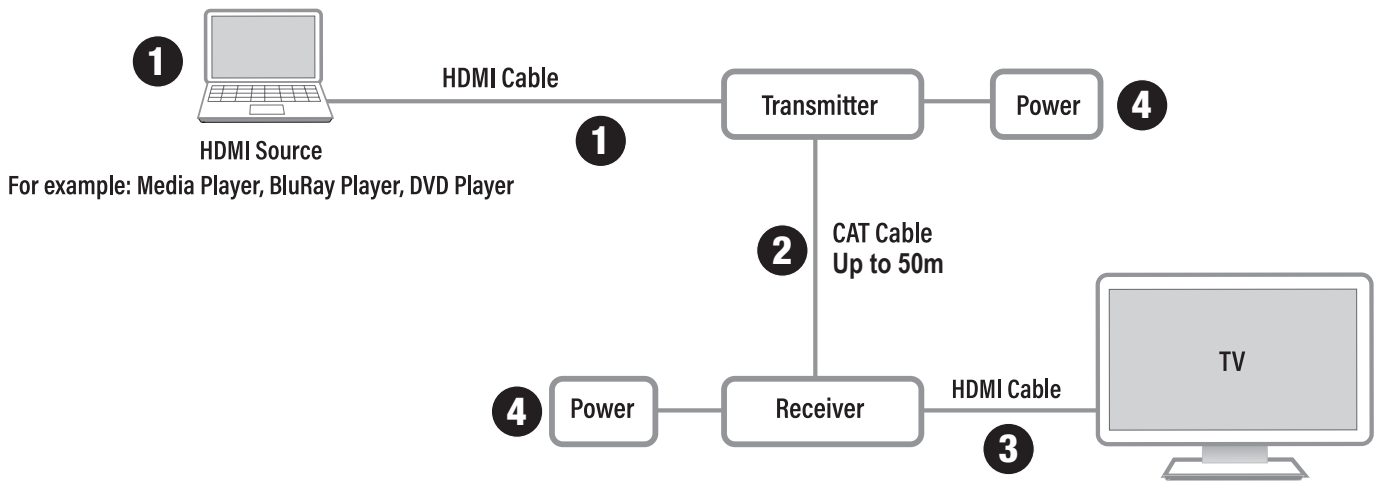 1
HDMI Cable
1
Transmitter
Power
4
HDMI Source
For example: Media Player, BluRay Player, DVD Player
2
CAT Cable
Up to 50m
TV
4
Power
Receiver
HDMI Cable
3